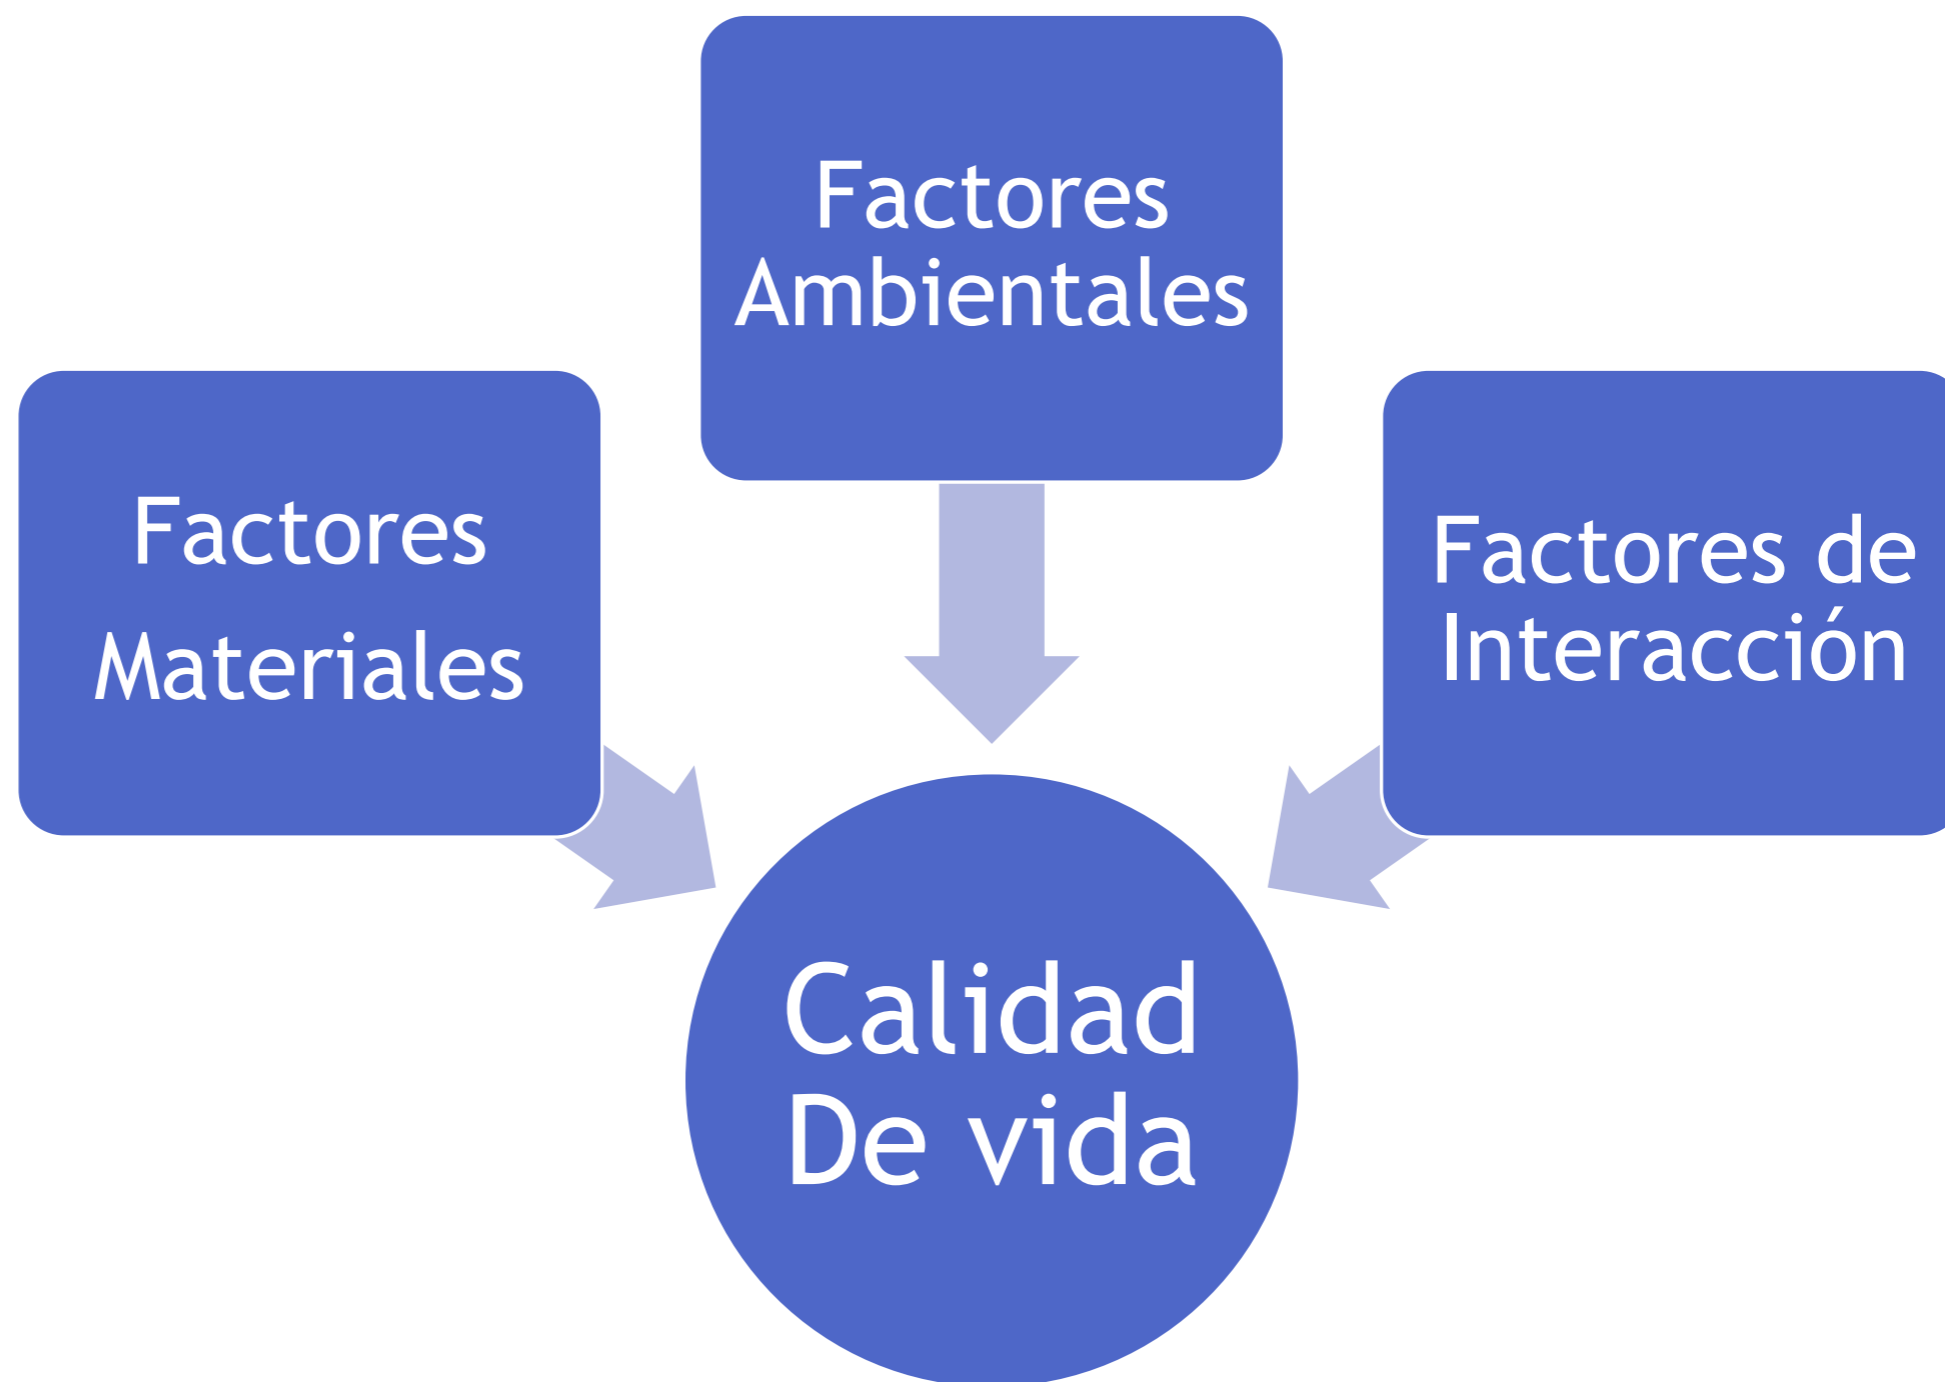 Factores
Ambientales
Factores
Materiales
Factores de
Interacción
Calidad
De vida